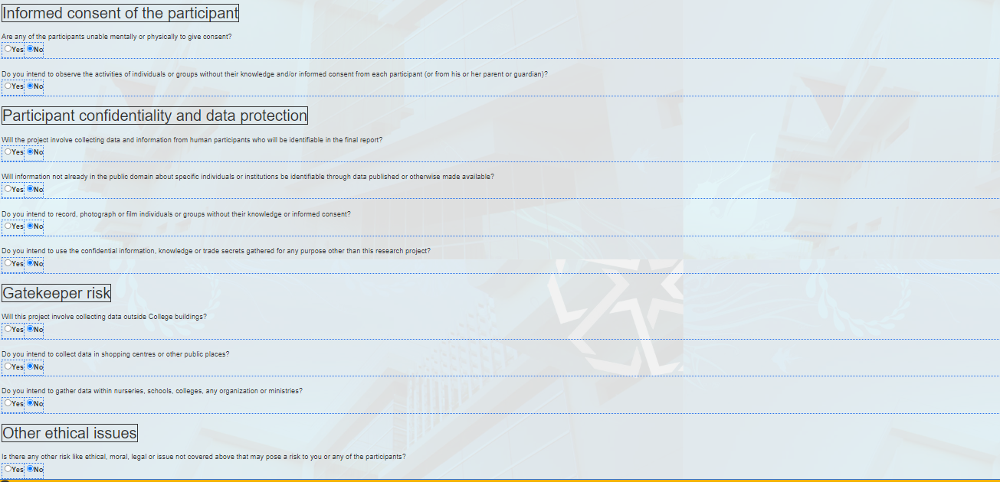 Informed consent of the participant
Are any of the participants unable mentally or physically to give consent?
Yes No
Do you intend to observe the activities of individuals or groups without their knowledge and/or informed consent from each participant (or from his or her parent or guardian)?
Yes No
Participant confidentiality and data protection
Will the project involve collecting data and information from human participants who will be identifiable in the final report?
Yes No
Will information not already in the public domain about specific individuals or institutions be identifiable through data published or otherwise made available?
Yes No
Do you intend to record, photograph or film individuals or groups without their knowledge or informed consent?
Yes No
Do you intend to use the confidential information, knowledge or trade secrets gathered for any purpose other than this research project?
Yes No
Gatekeeper risk
Will this project involve collecting data outside College buildings?
Yes No
Do you intend to collect data in shopping centres or other public places?
Yes No
Do you intend to gather data within nurseries, schools, colleges, any organization or ministries?
Yes No
Other ethical issues
Is there any other risk like ethical, moral, legal or issue not covered above that may pose a risk to you or any of the participants?
Yes No